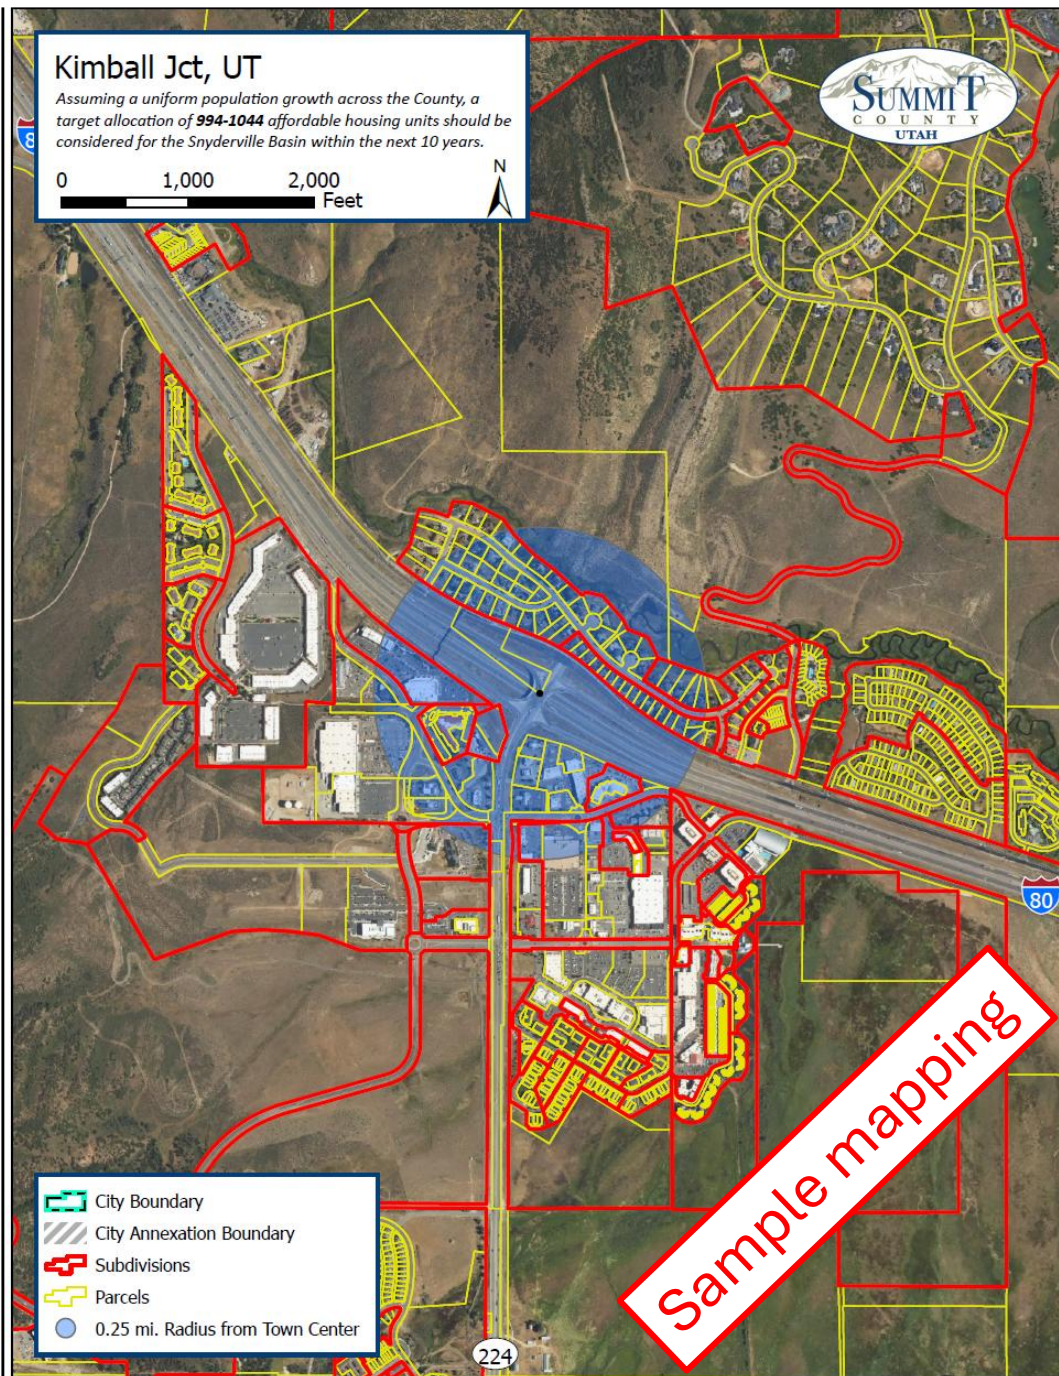 Kimball Jct, UT
Assuming a uniform population growth across the County, a
target allocation of 994-1044 affordable housing units should be
considered for the Snyderville Basin within the next 10 years.
0 1,000 2,000
Feet
N
SUMMIT
COUNTY
UTAH
8
80
Sample mapping
City Boundary
City Annexation Boundary
Subdivisions
Parcels
0.25 mi. Radius from Town Center
224